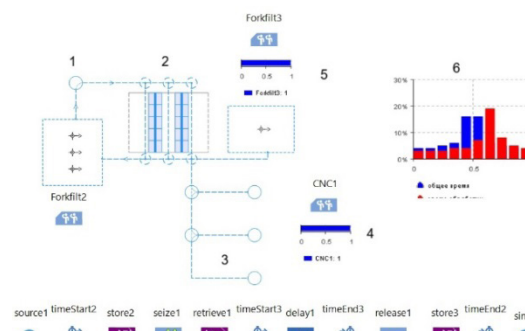 Forkfilt3
1
2
0
0.5
1
Forkfilt3: 1
5
6
30%
20%
10%
0%
0.5
общее время
Forkfilt2
CNC1
0
0.5
1
CNC1: 1
4
3
source1 timeStart2 store2 seize1 retrieve1 timeStart3 delay1 timeEnd3 release1 store3 timeEnd2